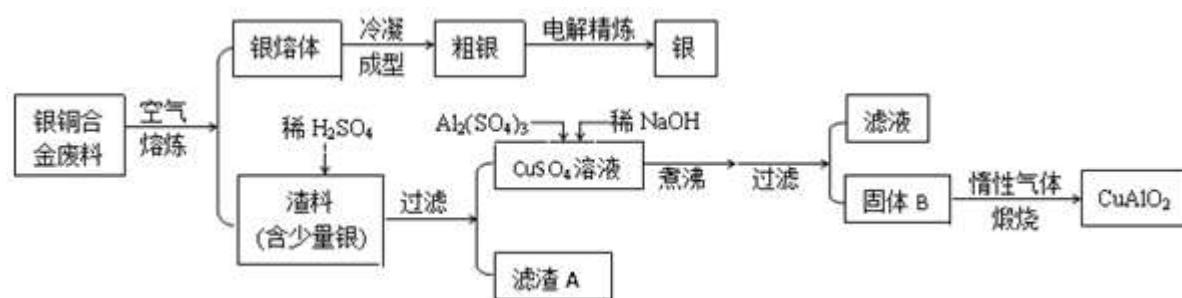 银铜合
金废料
空气
熔炼
银熔体
冷凝
成型
粗银
电解精炼
银
稀 H₂SO₄
渣料
(含少量银)
过滤
Al₂(SO₄)₃
稀 NaOH
CuSO₄溶液
滤渣 A
煮沸
过滤
滤液
固体 B
惰性气体
煅烧
CuAlO₂